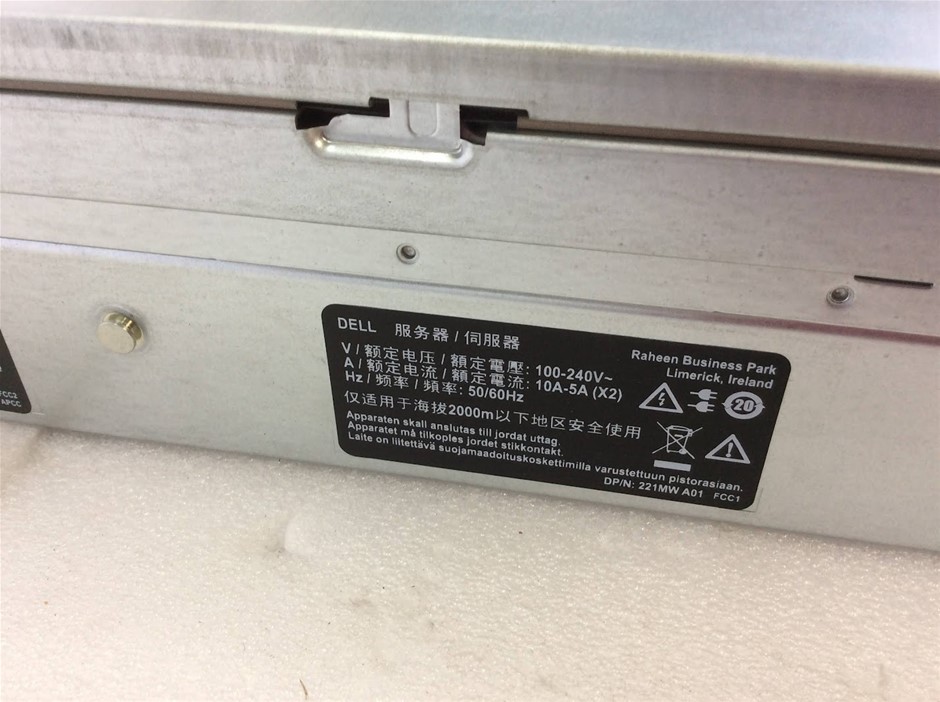 DELL 服务器 / 伺服器
Raheen Business Park
Limerick, Ireland
V / 额定电压 / 額定電壓: 100-240V~
A / 额定电流 / 額定電流: 10A-5A (X2)
Hz / 频率 / 頻率: 50/60Hz
20
仅适用于海拔2000m以下地区安全使用
Apparaten skall anslutas till jordat uttag.
Apparatet må tilkoples jordet stikkontakt.
Laite on liitettävä suojamaadoituskoskettimilla varustettuun pistorasiaan.
DP/N: 221MW A01 FCC1
FCC2
APCC